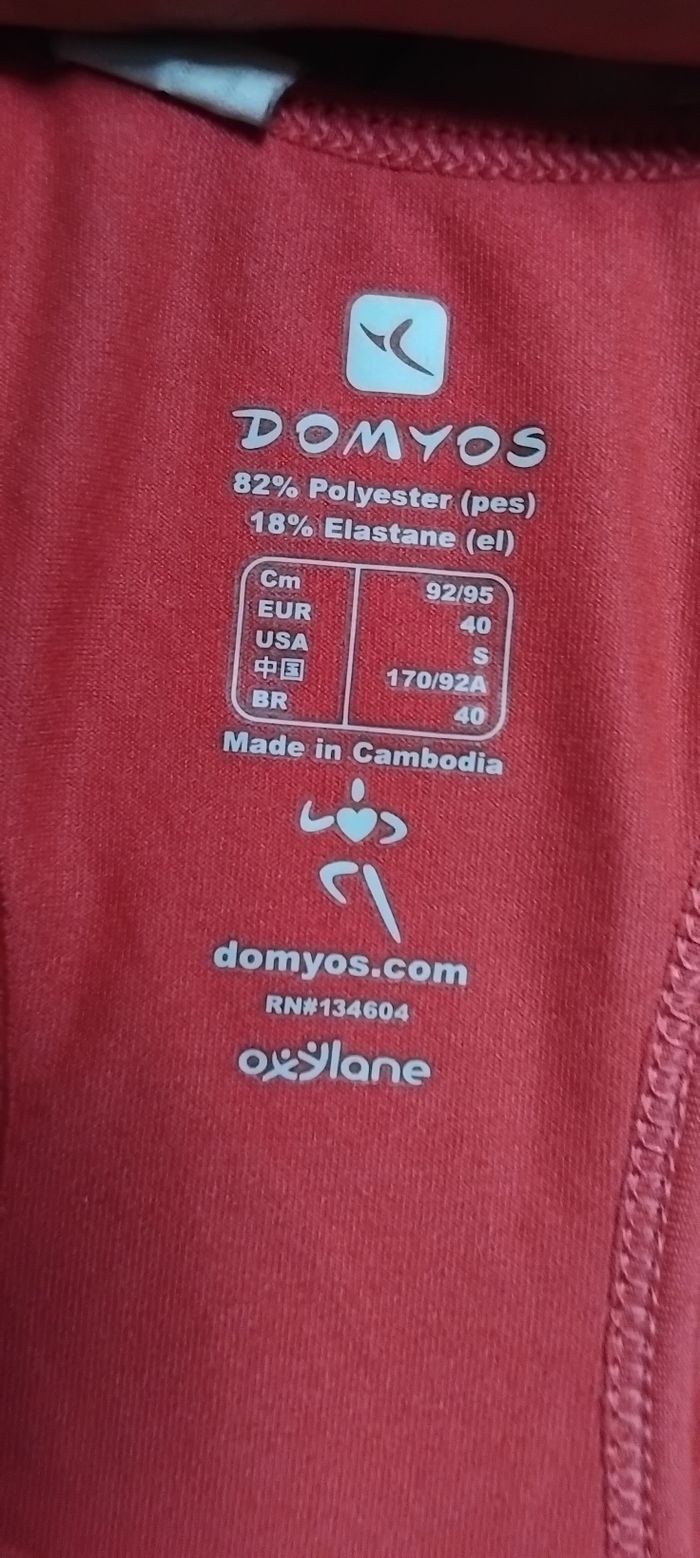 DOMYOS
82% Polyester (pes)
18% Elastane (el)
Cm 92/95
EUR 40
USA S
中国 170/92A
BR 40
Made in Cambodia
domyos.com
RN#134604
oxylane